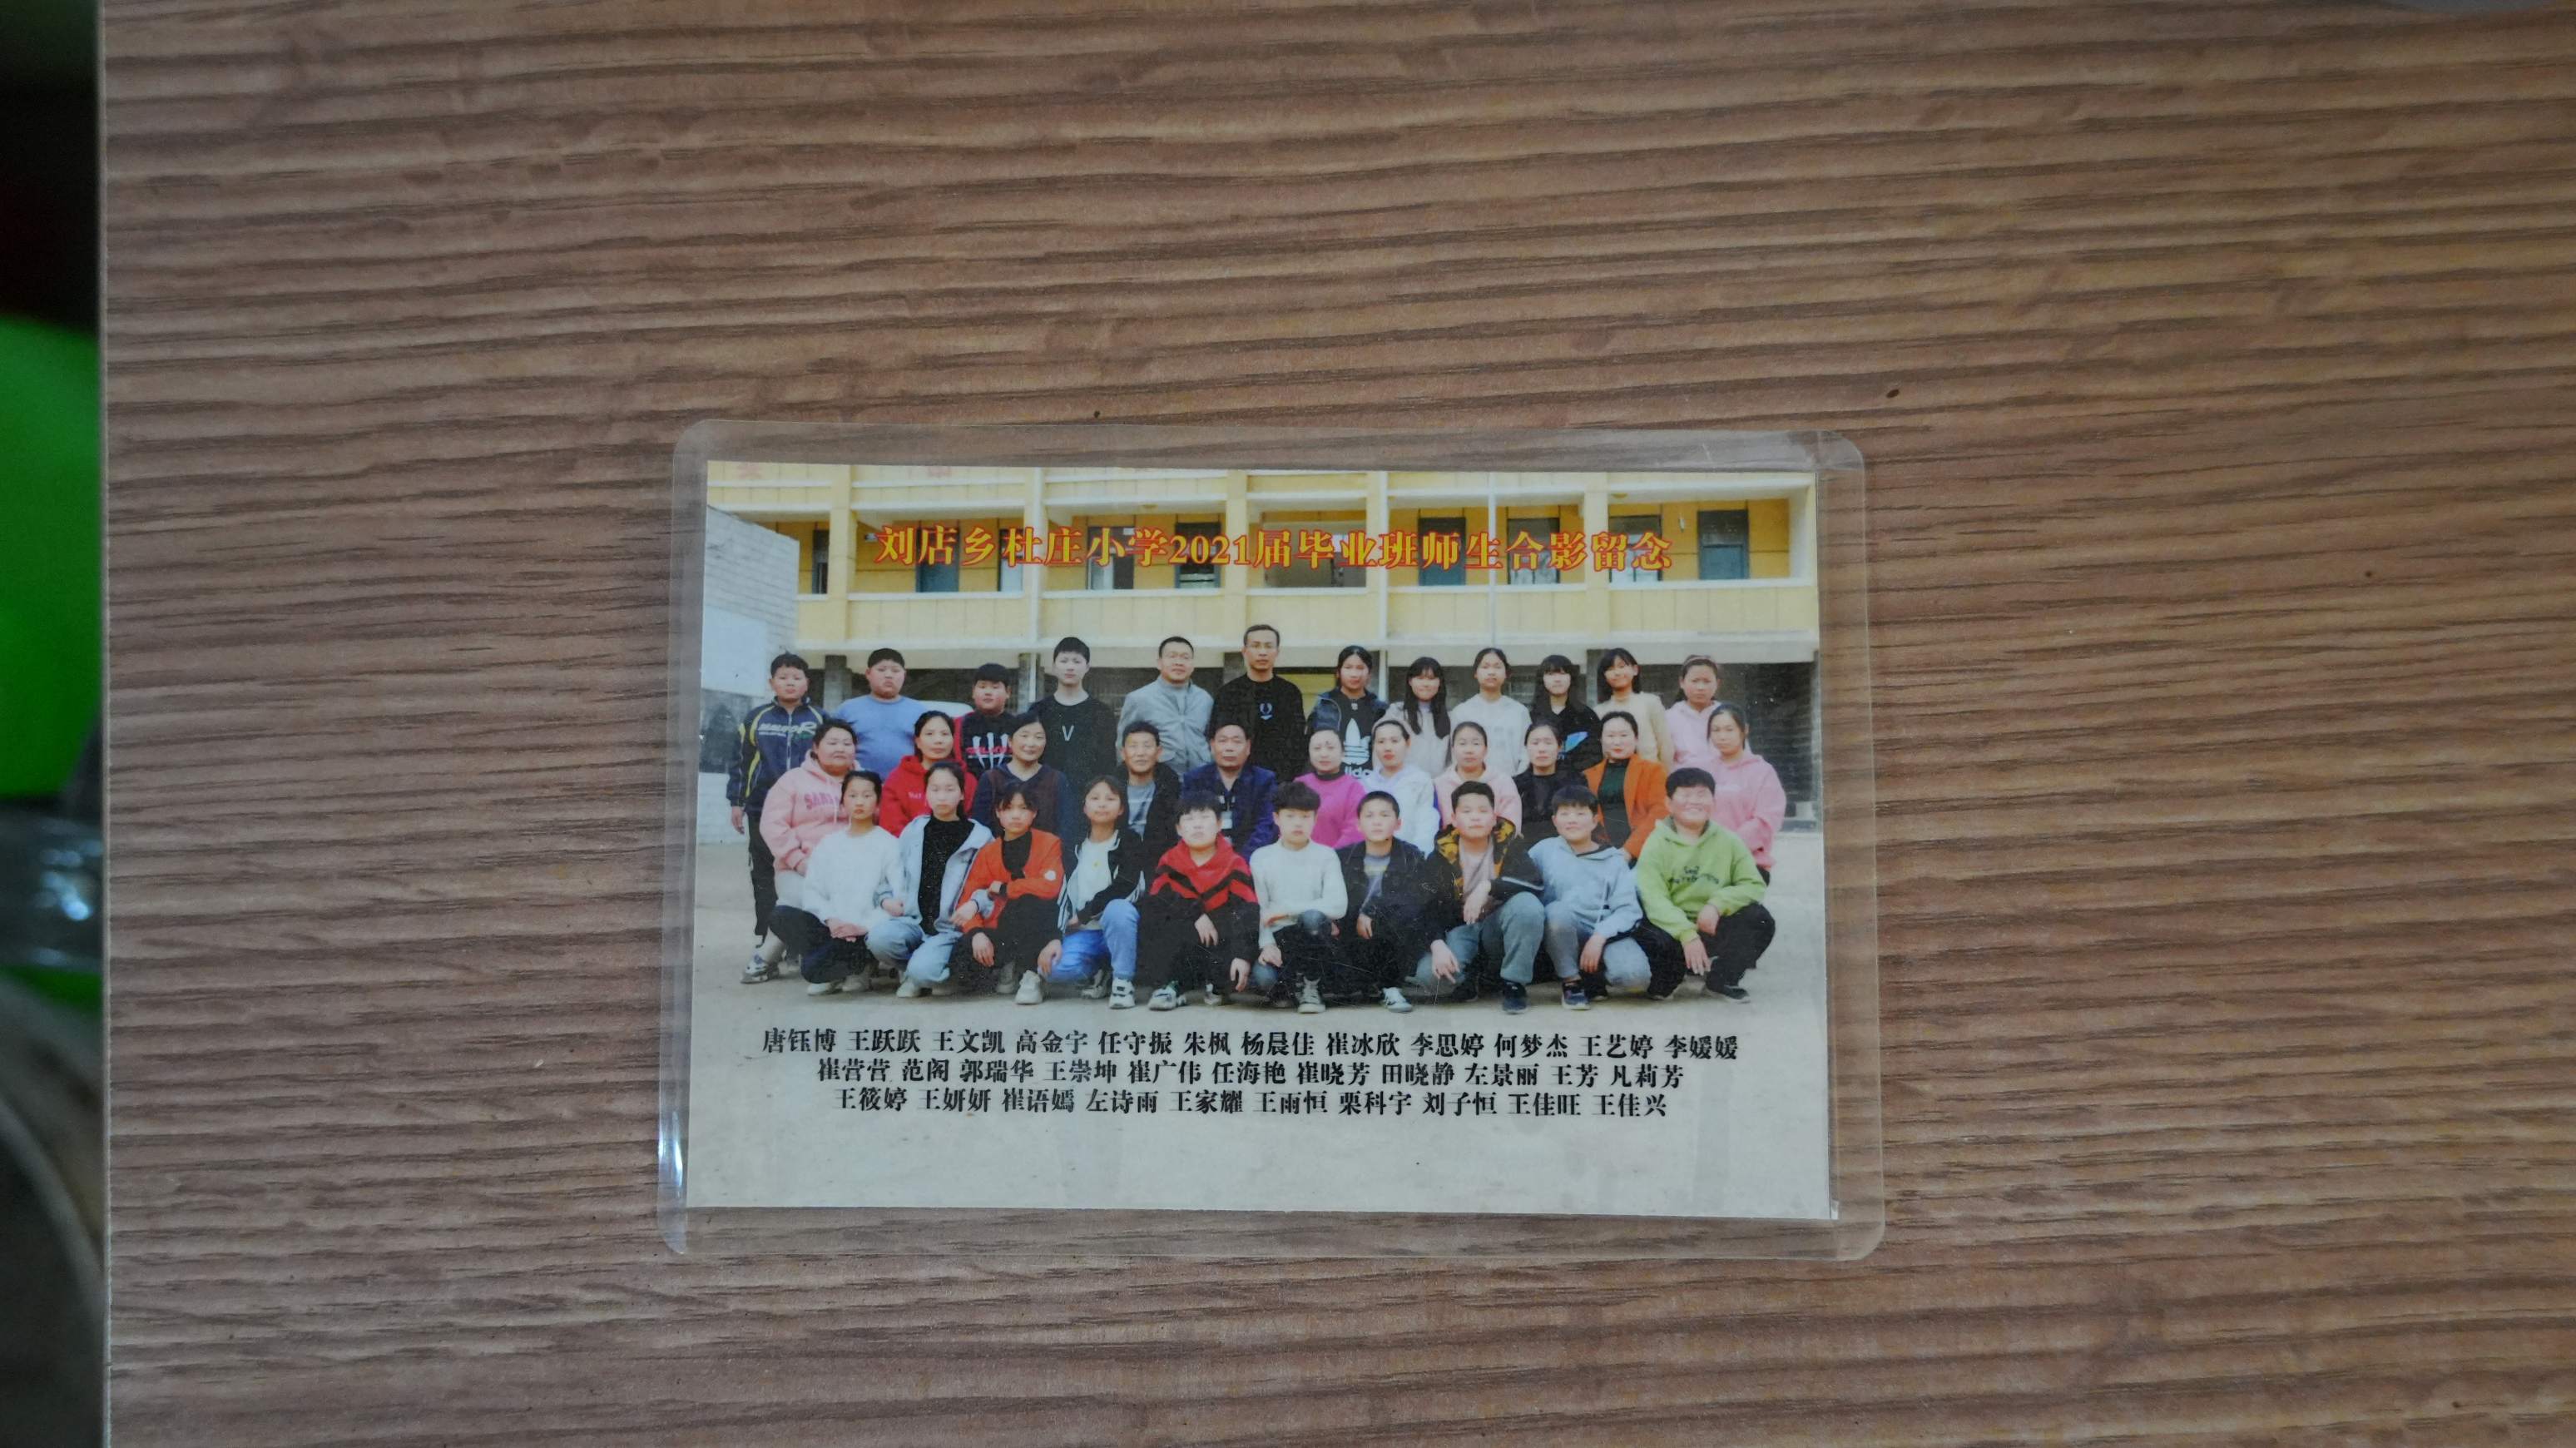 刘店乡杜庄小学2021届毕业班师生合影留念
V
唐钰博 王跃跃 王文凯 高金宇 任守振 朱枫 杨晨佳 崔冰欣 李思婷 何梦杰 王艺婷 李媛媛
崔营营 范阁 郭瑞华 王崇坤 崔广伟 任海艳 崔晓芳 田晓静 左景丽 王芳 凡莉芳
王筱婷 王妍妍 崔语嫣 左诗雨 王家耀 王雨恒 栗科宇 刘子恒 王佳旺 王佳兴